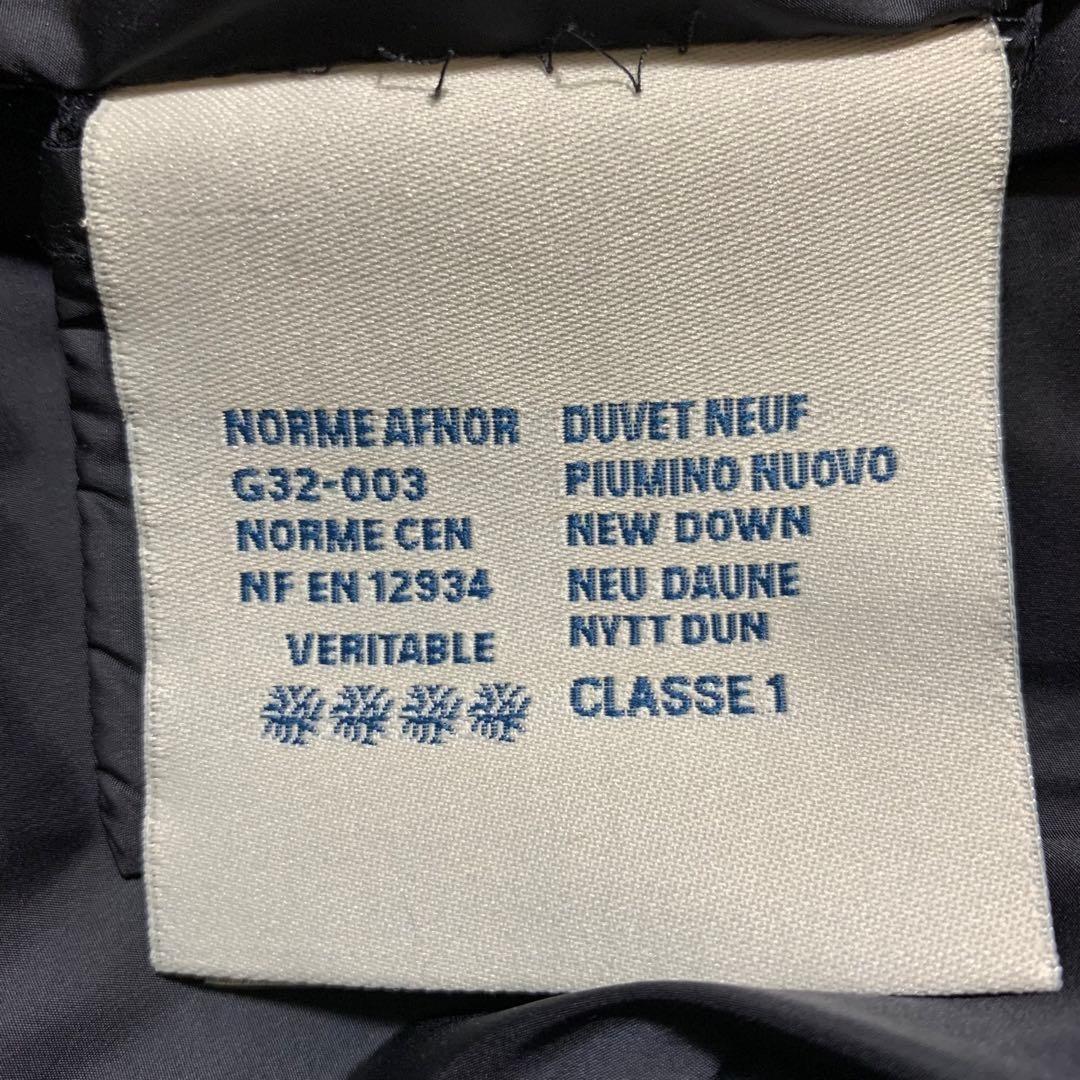 NORME AFNOR
G32-003
NORME CEN
NF EN 12934
VERITABLE
DUVET NEUF
PIUMINO NUOVO
NEW DOWN
NEU DAUNE
NYTT DUN
CLASSE 1